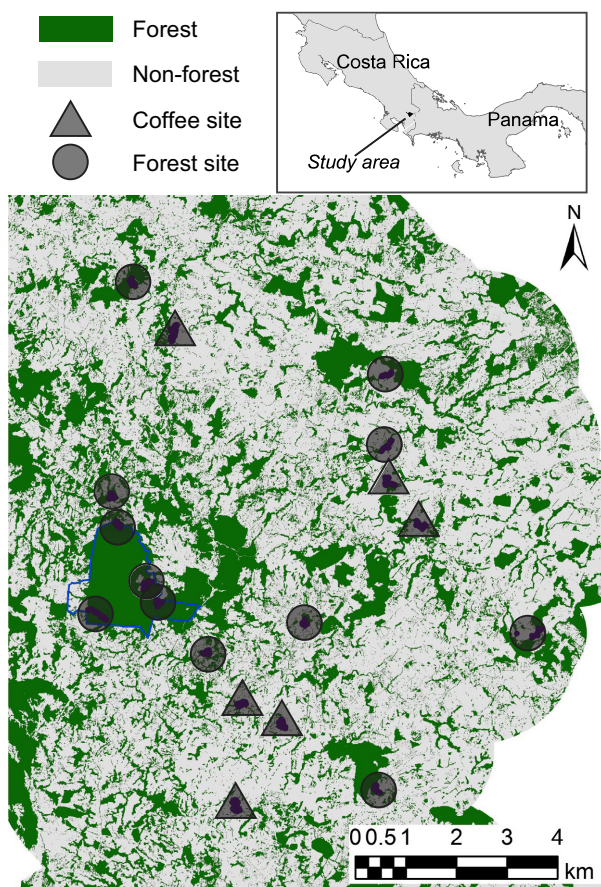 Forest
Non-forest
Coffee site
Forest site
Costa Rica
Panama
Study area
N
0 0.5 1 2 3 4
km